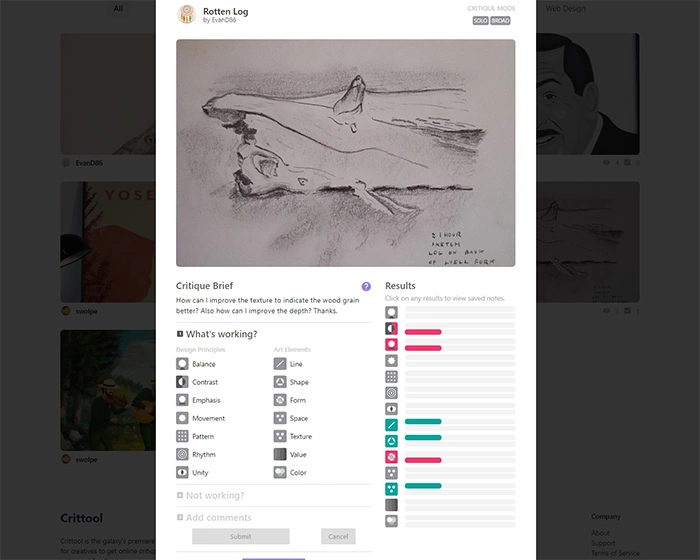 All
Web Design
Rotten Log
by EvanD86
CRITIQUE MODE
SOLO BROAD
EvanD86
4
0
YOSE
2 1 HOUR
SKETCH
LOG ON BANK
OF LYELL FORK
swolpe
1
Critique Brief
?
How can I improve the texture to indicate the wood grain
better? Also how can I improve the depth? Thanks.
What's working?
Design Principles
Art Elements
Balance
Line
Contrast
Shape
Emphasis
Form
Movement
Space
Pattern
Texture
Rhythm
Value
Unity
Color
Not working?
Add comments
Submit
Cancel
Results
Click on any results to view saved notes.
swolpe
Crittool
Crittool is the galaxy's premiere
for creatives to get online critiq
Company
About
Support
Terms of Service